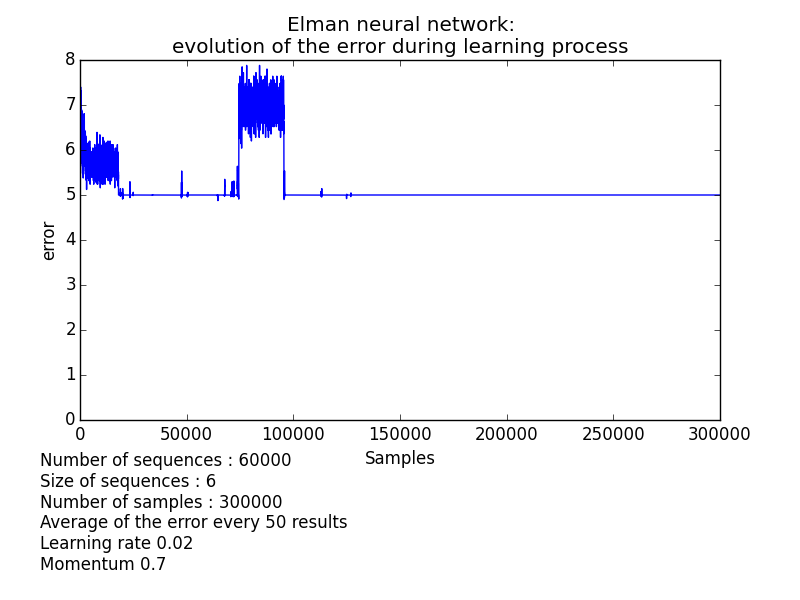 Elman neural network:
evolution of the error during learning process
8
7
6
5
4
3
2
1
0
error
0 50000 100000 150000 200000 250000 300000
Samples
Number of sequences : 60000
Size of sequences : 6
Number of samples : 300000
Average of the error every 50 results
Learning rate 0.02
Momentum 0.7